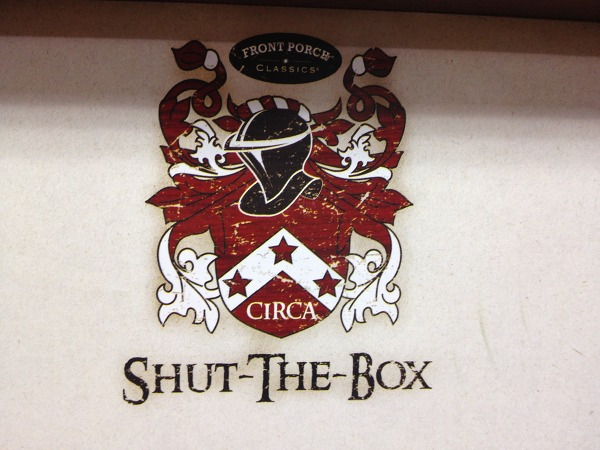 FRONT PORCH
CLASSICS
CIRCA
SHUT-THE-BOX